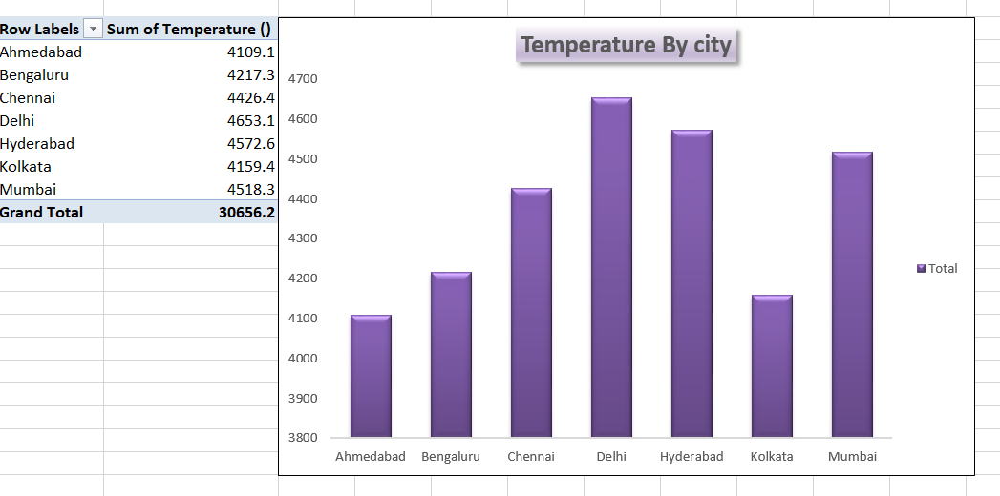 Row Labels Sum of Temperature ()
Ahmedabad 4109.1
Bengaluru 4217.3
Chennai 4426.4
Delhi 4653.1
Hyderabad 4572.6
Kolkata 4159.4
Mumbai 4518.3
Grand Total 30656.2
Temperature By city
4700
4600
4500
4400
4300
4200
4100
4000
3900
3800
Ahmedabad Bengaluru Chennai Delhi Hyderabad Kolkata Mumbai
Total